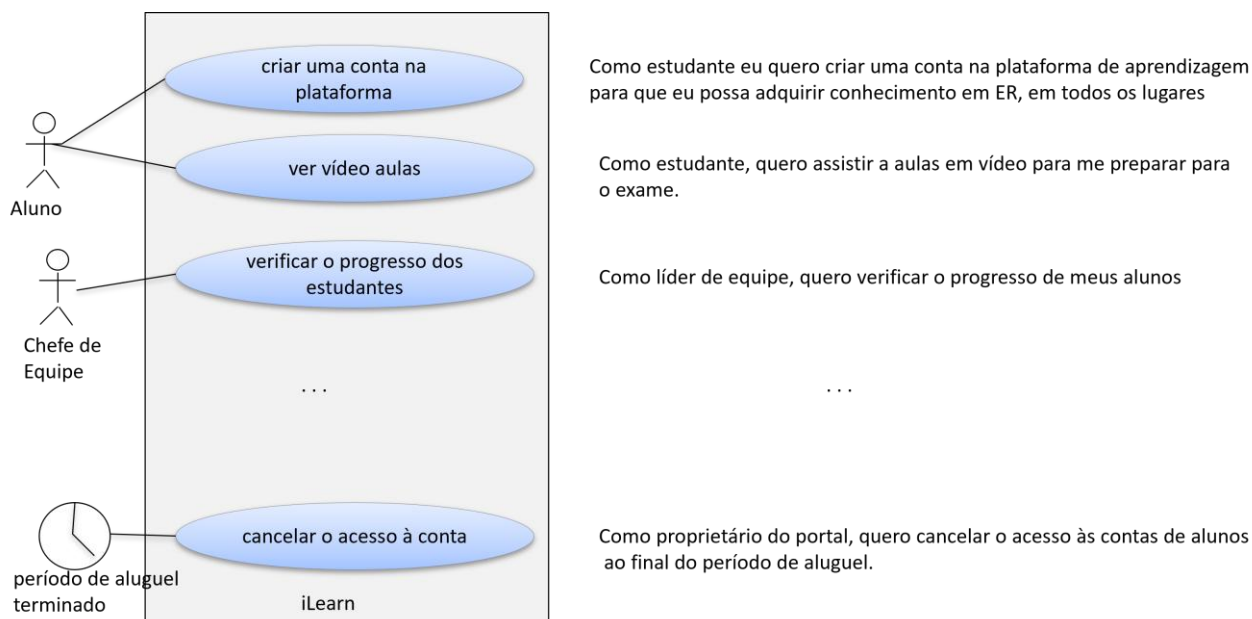 criar uma conta na
plataforma
Como estudante eu quero criar uma conta na plataforma de aprendizagem
para que eu possa adquirir conhecimento em ER, em todos os lugares
Aluno
ver vídeo aulas
Como estudante, quero assistir a aulas em vídeo para me preparar para
o exame.
Chefe de
Equipe
verificar o progresso dos
estudantes
Como líder de equipe, quero verificar o progresso de meus alunos
. . .
. . .
período de aluguel
terminado
cancelar o acesso à conta
Como proprietário do portal, quero cancelar o acesso às contas de alunos
ao final do período de aluguel.
iLearn